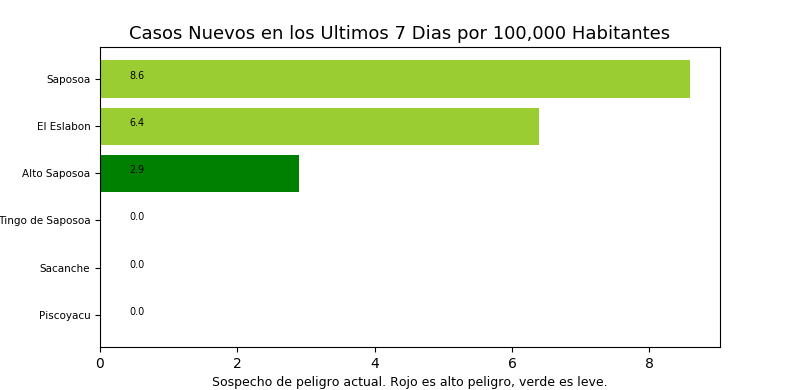 Casos Nuevos en los Ultimos 7 Dias por 100,000 Habitantes
Saposoa 8.6
El Eslabon 6.4
Alto Saposoa 2.9
Tingo de Saposoa 0.0
Sacanche 0.0
Piscoyacu 0.0
0 2 4 6 8
Sospecho de peligro actual. Rojo es alto peligro, verde es leve.